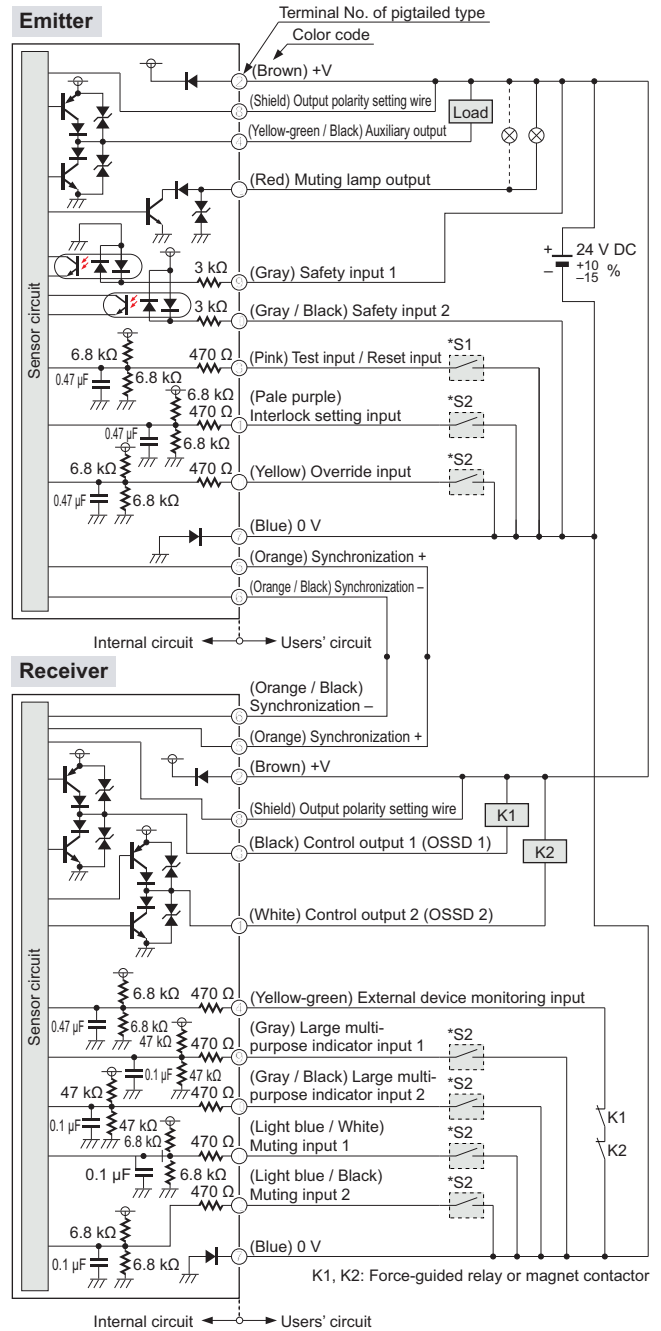 Emitter
Terminal No. of pigtailed type
Color code
(Brown) +V
(Shield) Output polarity setting wire
Load
(Yellow-green / Black) Auxiliary output
(Red) Muting lamp output
+ 24 V DC
– +10 –15 %
3 kΩ (Gray) Safety input 1
3 kΩ (Gray / Black) Safety input 2
Sensor circuit
6.8 kΩ 470 Ω (Pink) Test input / Reset input *S1
0.47 µF 6.8 kΩ
6.8 kΩ (Pale purple)
470 Ω Interlock setting input *S2
0.47 µF 6.8 kΩ
6.8 kΩ 470 Ω (Yellow) Override input *S2
0.47 µF 6.8 kΩ
(Blue) 0 V
(Orange) Synchronization +
(Orange / Black) Synchronization –
Internal circuit Users' circuit
Receiver
(Orange / Black)
Synchronization –
(Orange) Synchronization +
(Brown) +V
(Shield) Output polarity setting wire
K1
(Black) Control output 1 (OSSD 1)
K2
(White) Control output 2 (OSSD 2)
Sensor circuit
6.8 kΩ 470 Ω (Yellow-green) External device monitoring input
0.47 µF 6.8 kΩ
47 kΩ 470 Ω (Gray) Large multi-
purpose indicator input 1 *S2
0.1 µF 47 kΩ
47 kΩ 470 Ω (Gray / Black) Large multi-
purpose indicator input 2 *S2
0.1 µF 47 kΩ
6.8 kΩ 470 Ω (Light blue / White)
Muting input 1 *S2
K1
K2
0.1 µF 6.8 kΩ
470 Ω (Light blue / Black)
Muting input 2 *S2
6.8 kΩ
0.1 µF 6.8 kΩ
(Blue) 0 V
K1, K2: Force-guided relay or magnet contactor
Internal circuit Users' circuit